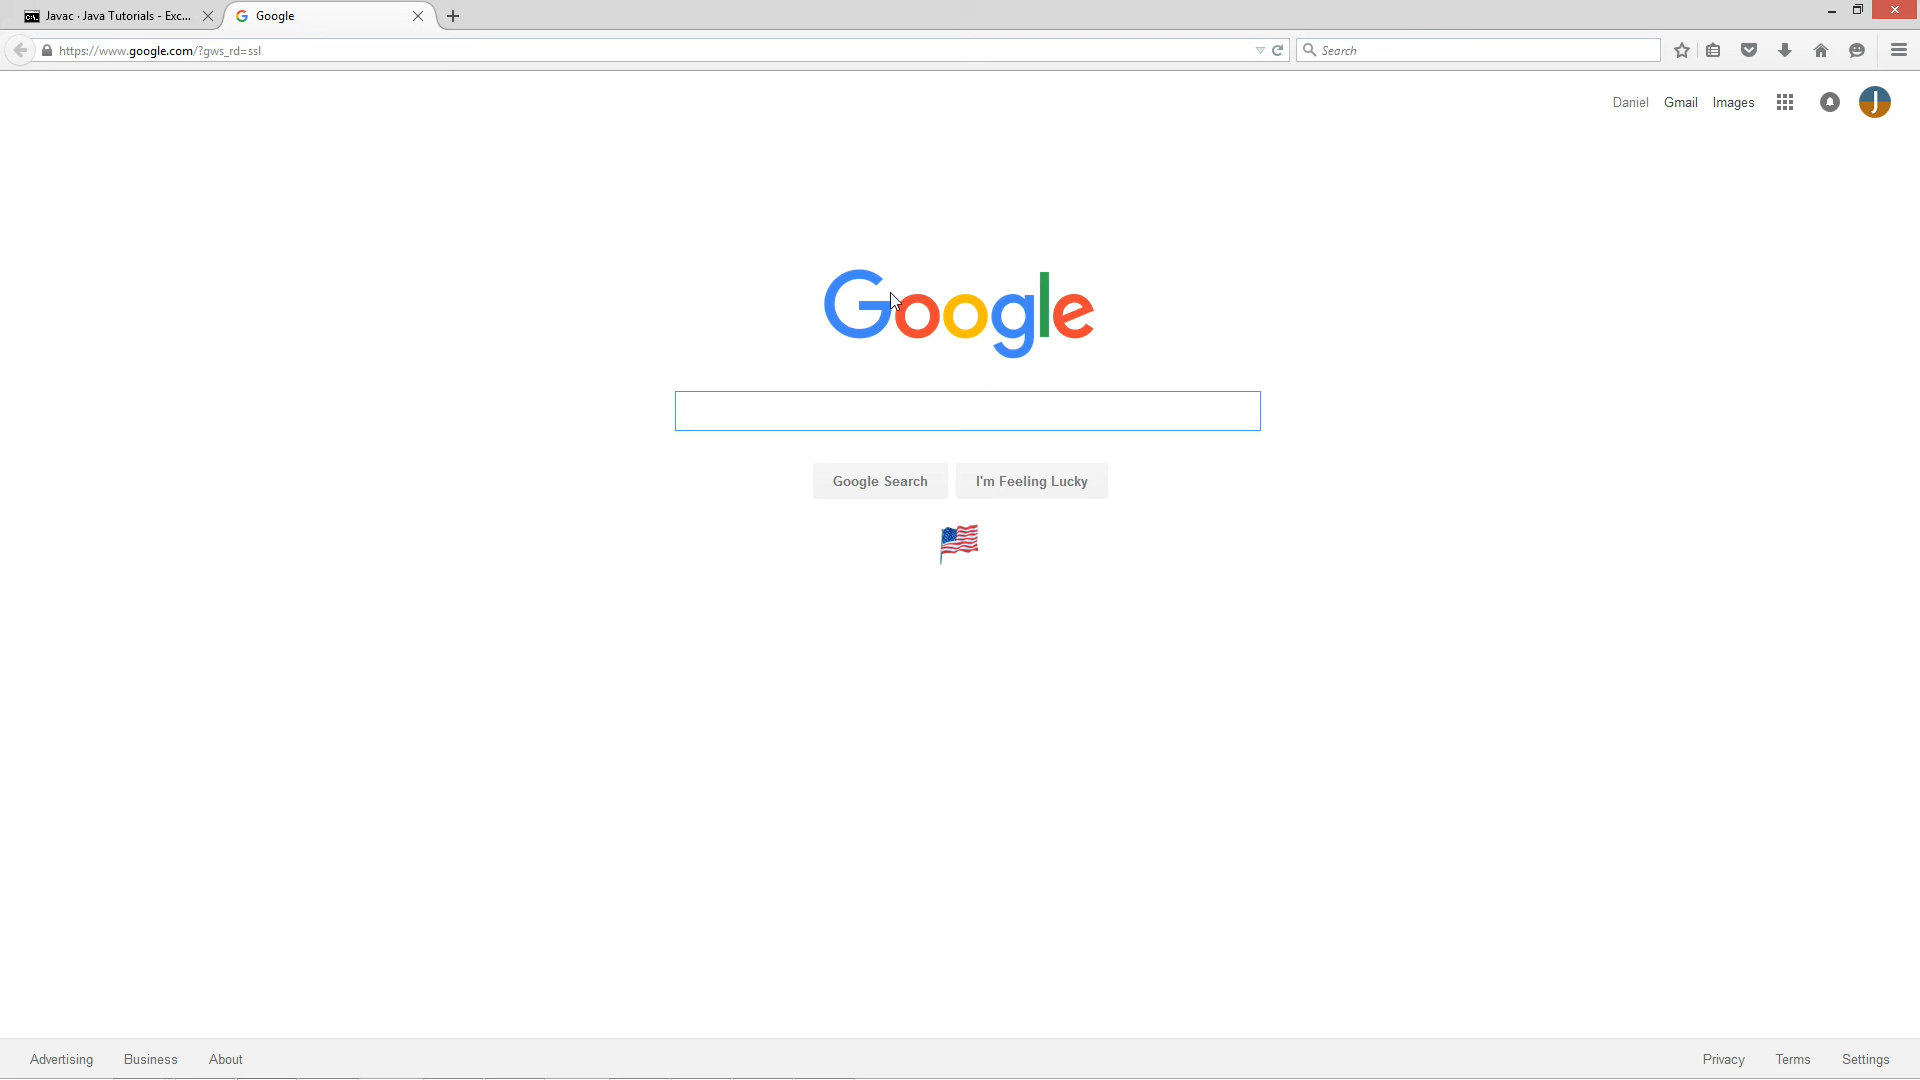 Javac · Java Tutorials - Exc...
Google
https://www.google.com/?gws_rd=ssl
Search
Daniel Gmail Images
J
Google
Google Search I'm Feeling Lucky
Advertising Business About
Privacy Terms Settings